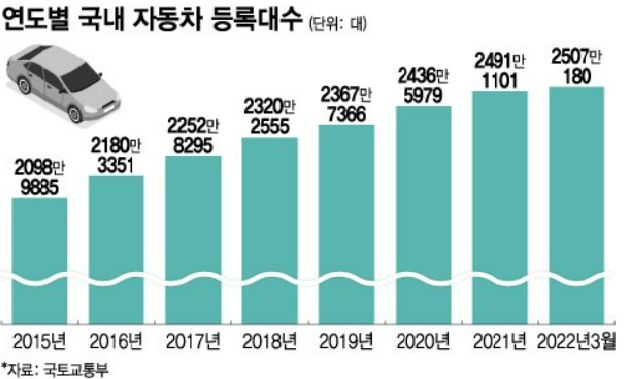 연도별 국내 자동차 등록대수 (단위: 대)
2098만
9885
2180만
3351
2252만
8295
2320만
2555
2367만
7366
2436만
5979
2491만
1101
2507만
180
2015년 2016년 2017년 2018년 2019년 2020년 2021년 2022년3월
*자료: 국토교통부